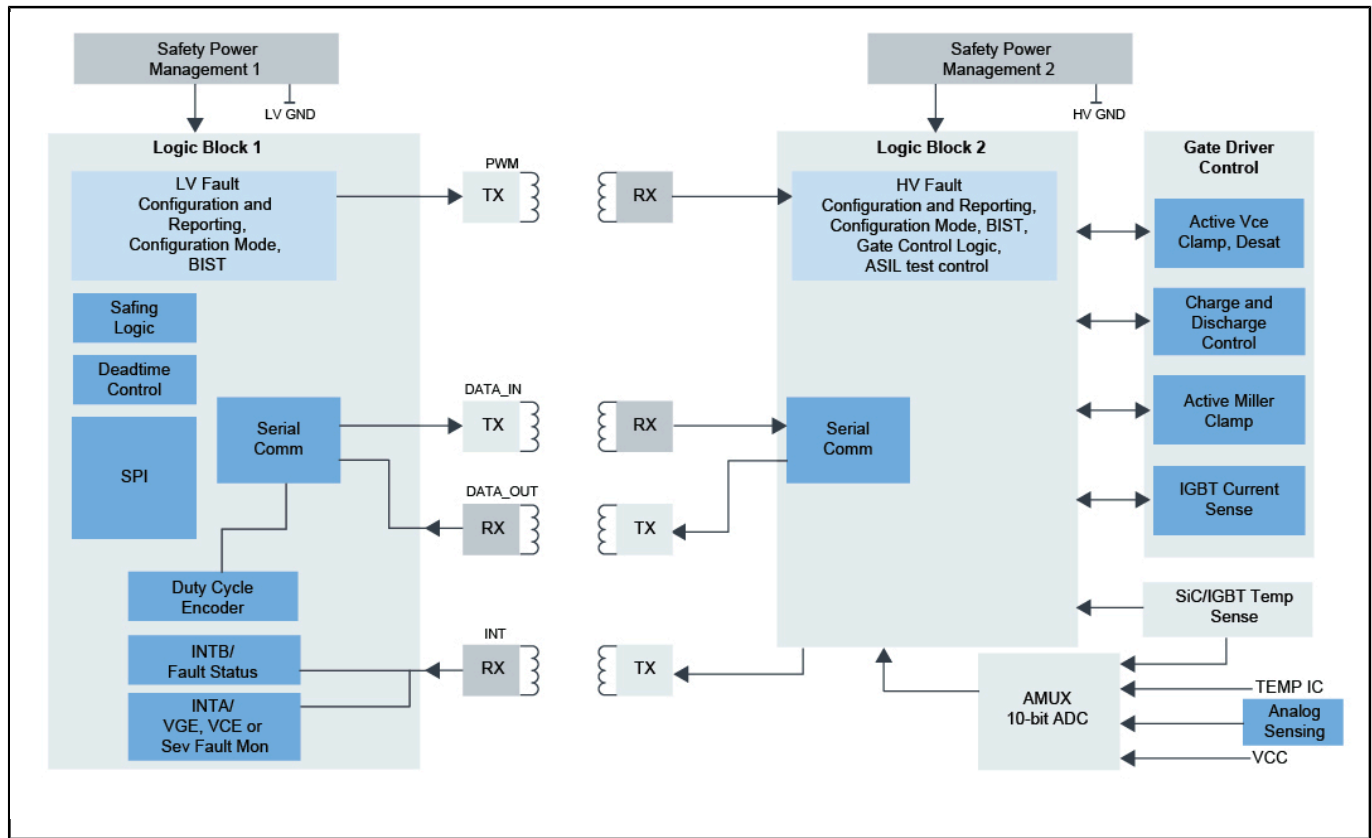 Safety Power
Management 1
LV GND
Safety Power
Management 2
HV GND
Logic Block 1
LV Fault
Configuration and
Reporting,
Configuration Mode,
BIST
Safing
Logic
Deadtime
Control
SPI
Serial
Comm
Duty Cycle
Encoder
INTB/
Fault Status
INTA/
VGE, VCE or
Sev Fault Mon
PWM
TX
RX
DATA_IN
TX
RX
DATA_OUT
RX
TX
INT
RX
TX
Logic Block 2
HV Fault
Configuration and Reporting,
Configuration Mode, BIST,
Gate Control Logic,
ASIL test control
Serial
Comm
Gate Driver
Control
Active Vce
Clamp, Desat
Charge and
Discharge
Control
Active Miller
Clamp
IGBT Current
Sense
SiC/IGBT Temp
Sense
AMUX
10-bit ADC
TEMP IC
Analog
Sensing
VCC